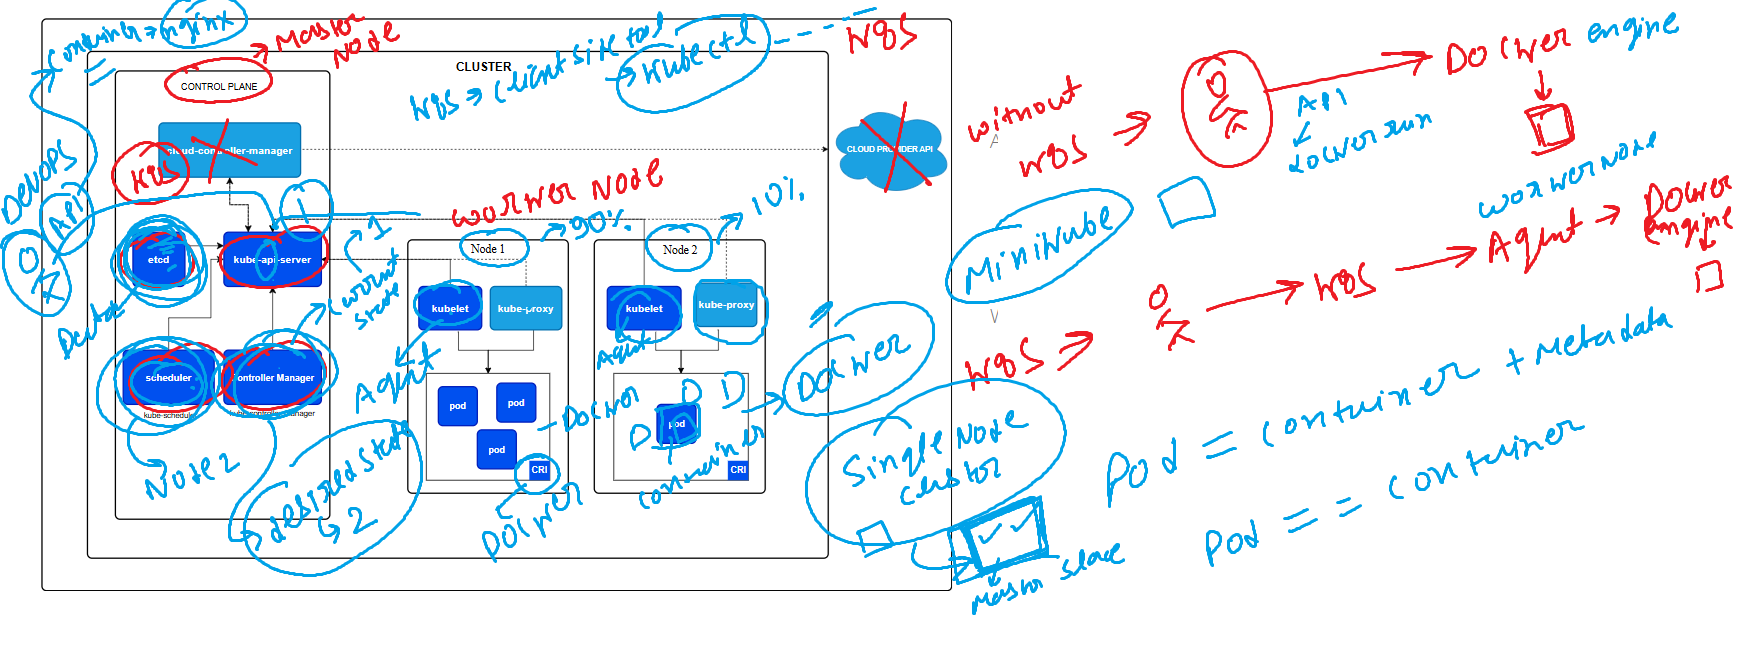 Container → nginx
Master
Node
CONTROL PLANE
CLUSTER
K8S → Client side tool
→ Kubectl
K8S
cloud-controller-manager
CLOUD PROVIDER API
K8S
DevOPS
API
1
etcd
kube-api-server
Data
1
Current
state
scheduler
Controller Manager
kube-scheduler
kube-controller-manager
Node 2
desired state
↳ 2
worker Node
Node 1
90%
Node 2
10%
kubelet
kube-proxy
kubelet
kube-proxy
Agent
Agent
pod
pod
pod
CRI
Docker
Docker
D D
D D
pod
CRI
container
Docker
without
K8S
API
Docker run
Docker engine
MiniKube
worker Node
K8S
K8S
Agent
Docker
Engine
Single Node
Cluster
Master Slave
Pod = Container + Metadata
Pod == Container